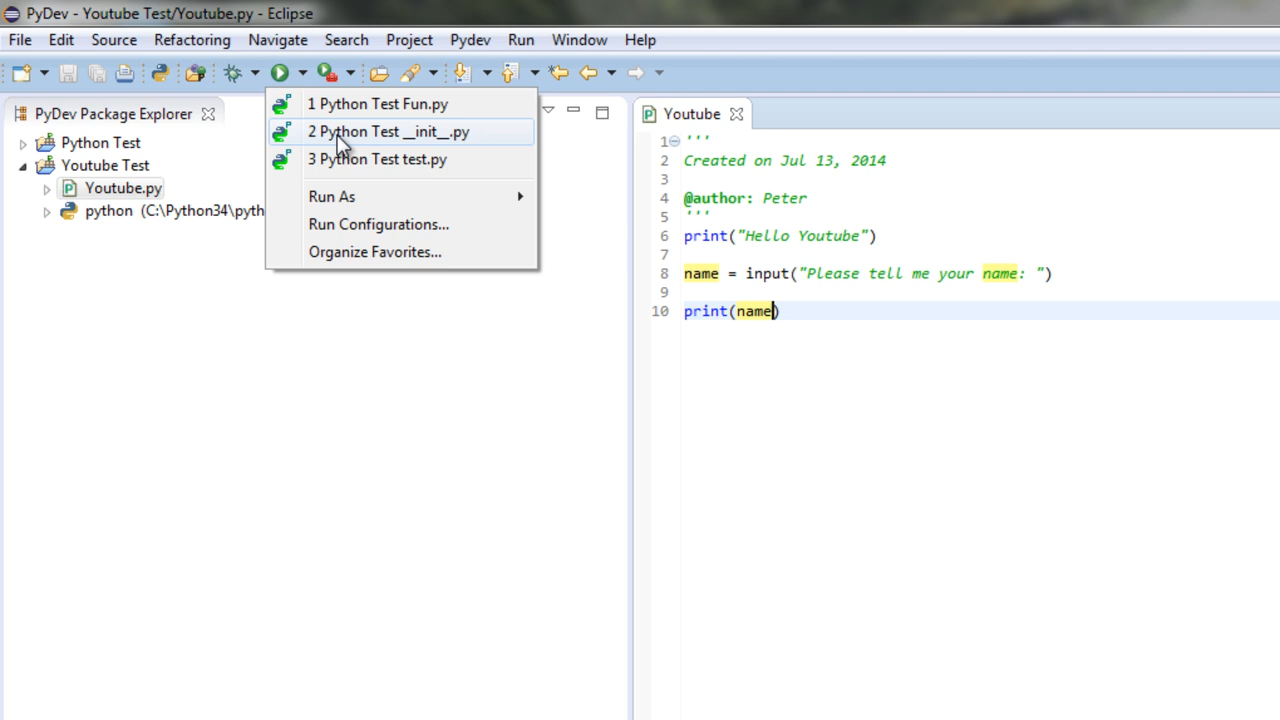 PyDev - Youtube Test/Youtube.py - Eclipse
File Edit Source Refactoring Navigate Search Project Pydev Run Window Help
PyDev Package Explorer
Python Test
Youtube Test
Youtube.py
python (C:\Python34\pyth
1 Python Test Fun.py
2 Python Test __init__.py
3 Python Test test.py
Run As
Run Configurations...
Organize Favorites...
Youtube
1 '''
2 Created on Jul 13, 2014
3
4 @author: Peter
5 '''
6 print("Hello Youtube")
7
8 name = input("Please tell me your name: ")
9
10 print(name)